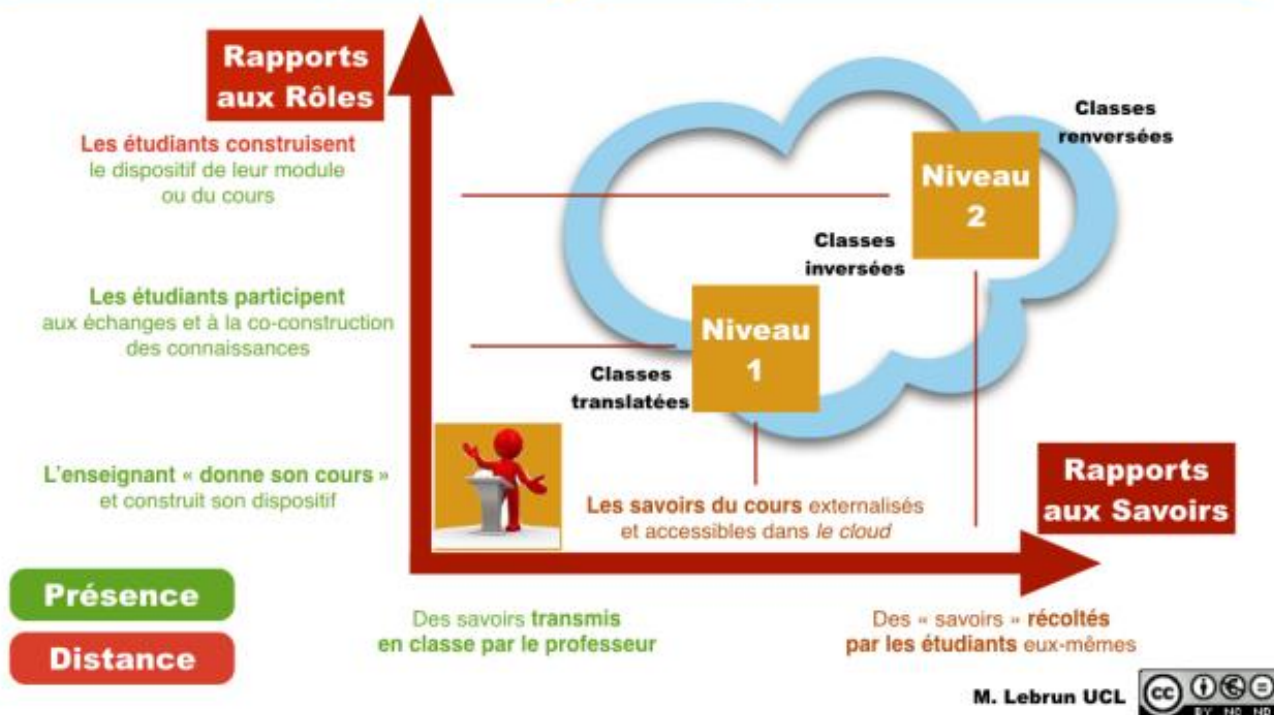 Rapports
aux Rôles
Les étudiants construisent
le dispositif de leur module
ou du cours
Les étudiants participent
aux échanges et à la co-construction
des connaissances
L'enseignant « donne son cours »
et construit son dispositif
Classes
renversées
Niveau
2
Classes
inversées
Niveau
1
Classes
translatées
Les savoirs du cours externalisés
et accessibles dans le cloud
Rapports
aux Savoirs
Présence
Distance
Des savoirs transmis
en classe par le professeur
Des « savoirs » récoltés
par les étudiants eux-mêmes
M. Lebrun UCL
cc
BY NC ND